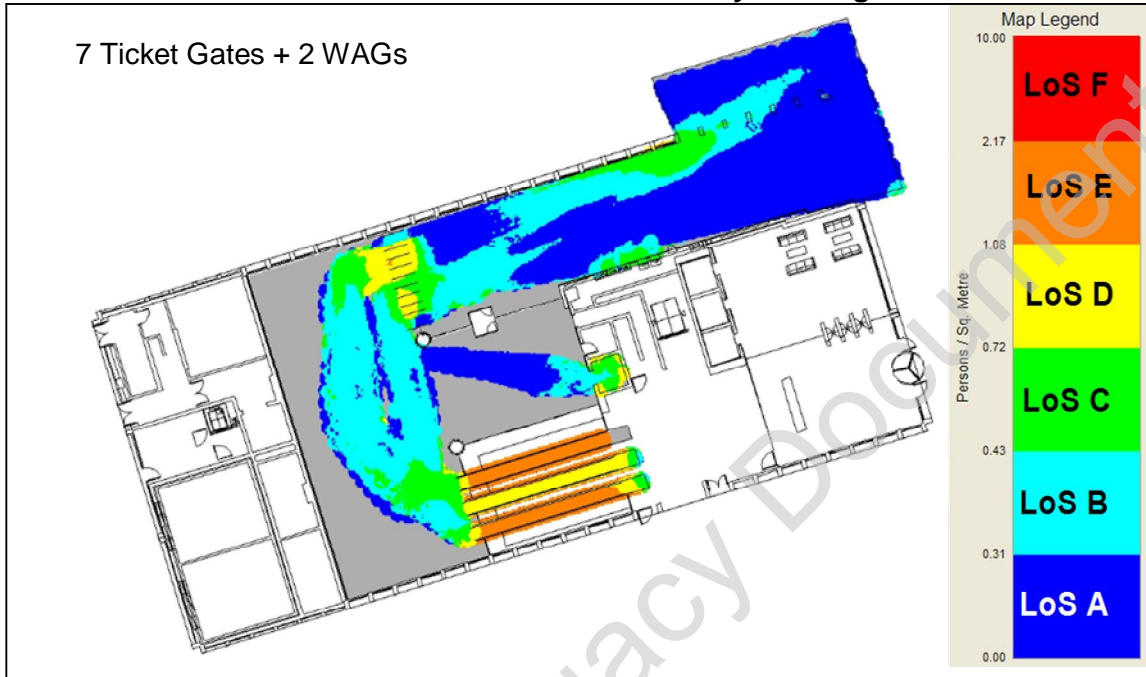 7 Ticket Gates + 2 WAGs
Map Legend
10.00
LoS F
2.17
LoS E
1.08
LoS D
0.72
LoS C
0.43
LoS B
0.31
LoS A
0.00
Persons / Sq. Metre